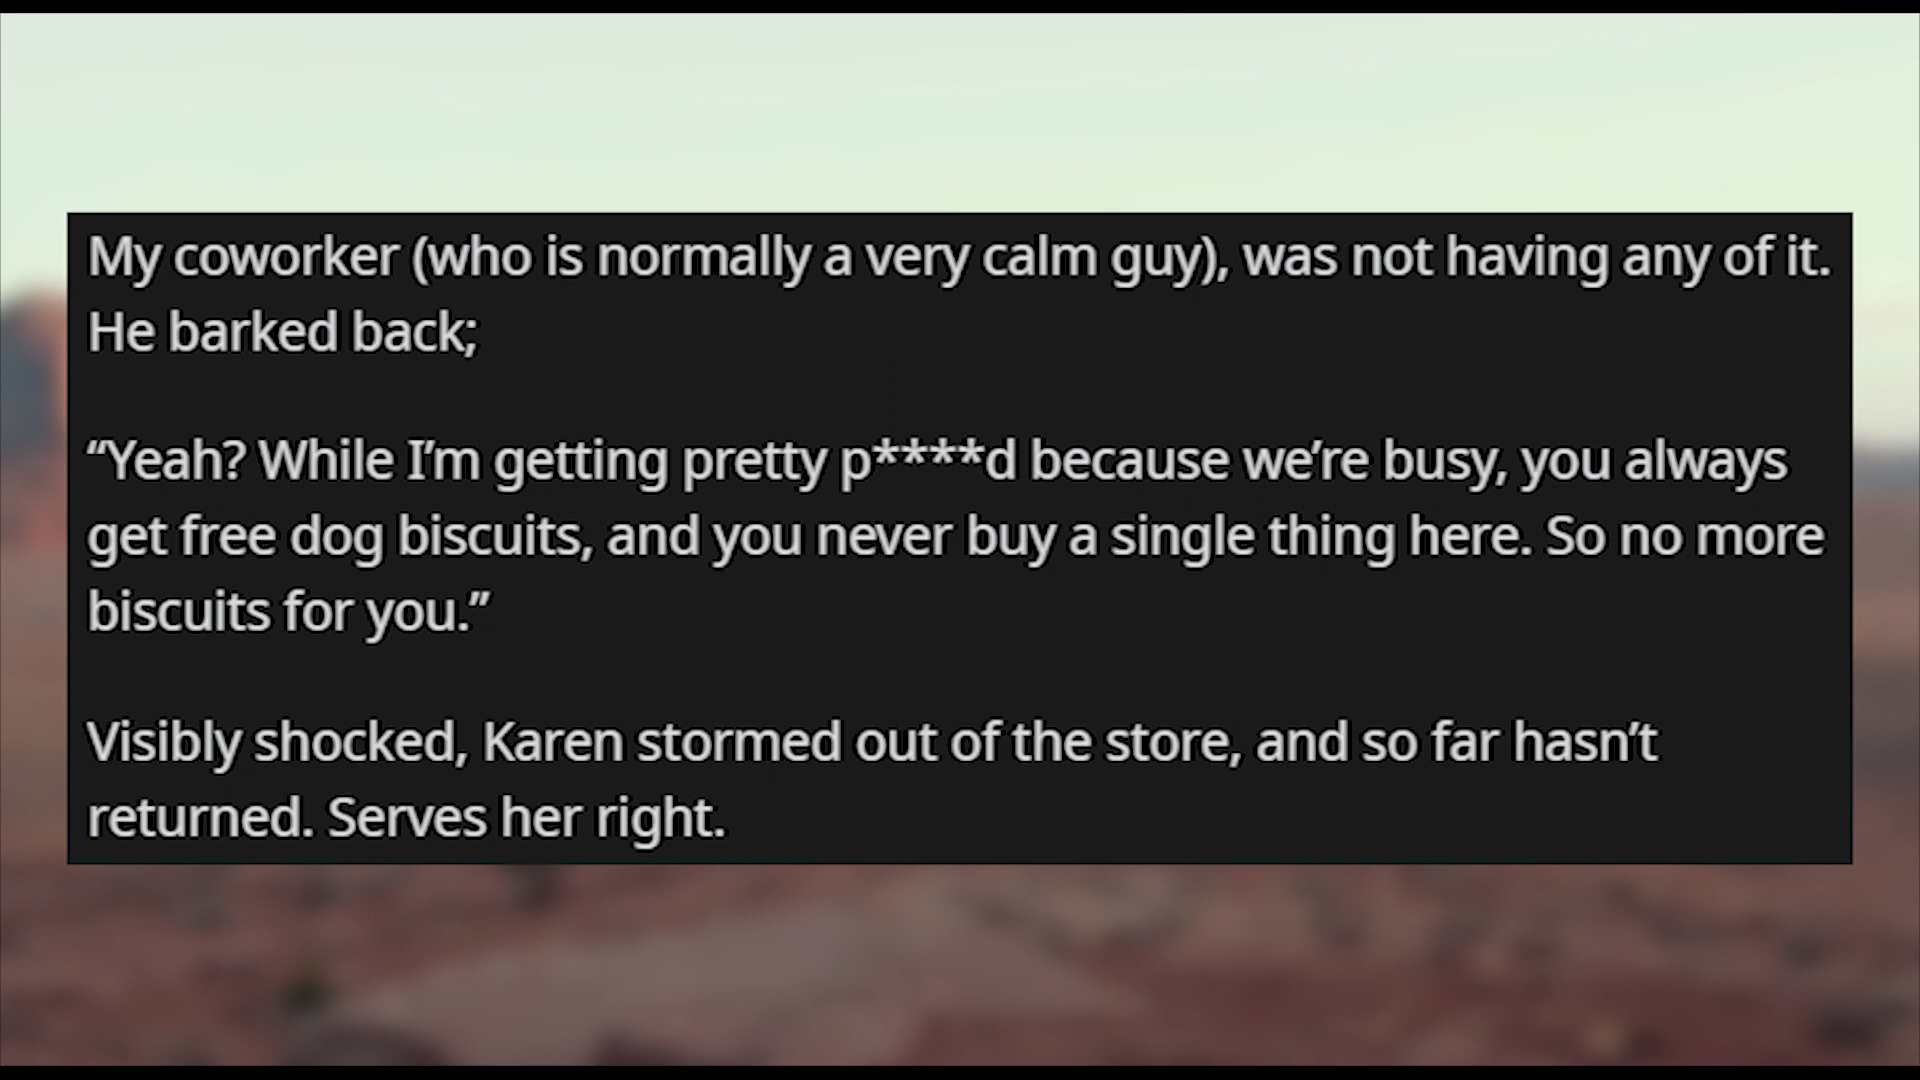 My coworker (who is normally a very calm guy), was not having any of it.
He barked back;
“Yeah? While I’m getting pretty p****d because we’re busy, you always
get free dog biscuits, and you never buy a single thing here. So no more
biscuits for you.”
Visibly shocked, Karen stormed out of the store, and so far hasn’t
returned. Serves her right.